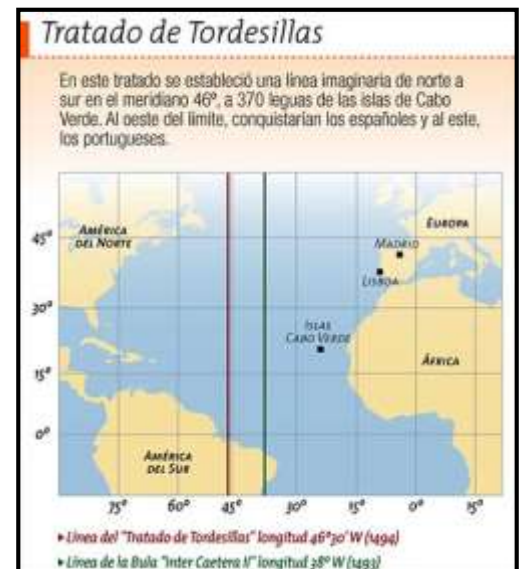 Tratado de Tordesillas
En este tratado se estableció una línea imaginaria de norte a
sur en el meridiano 46º, a 370 leguas de las islas de Cabo
Verde. Al oeste del límite, conquistarían los españoles y al este,
los portugueses.
AMÉRICA
DEL NORTE
EUROPA
MADRID
LISBOA
ISLAS
CABO VERDE
ÁFRICA
AMÉRICA
DEL SUR
45º
30º
15º
0º
75º 60º 45º 30º 15º 0º 15º
▸Línea del "Tratado de Tordesillas" longitud 46º30' W (1494)
▸Línea de la Bula "Inter Caetera II" longitud 38º W (1493)